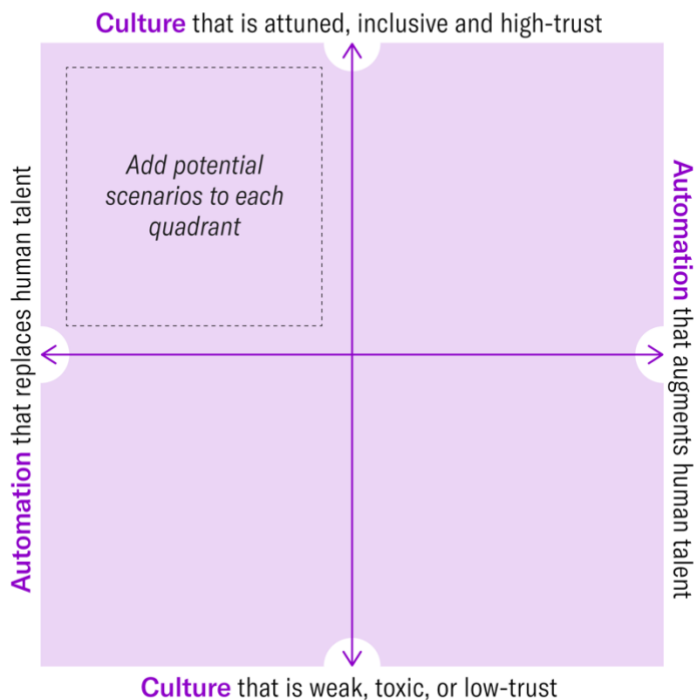 Culture that is attuned, inclusive and high-trust
Add potential
scenarios to each
quadrant
Automation that replaces human talent
Automation that augments human talent
Culture that is weak, toxic, or low-trust